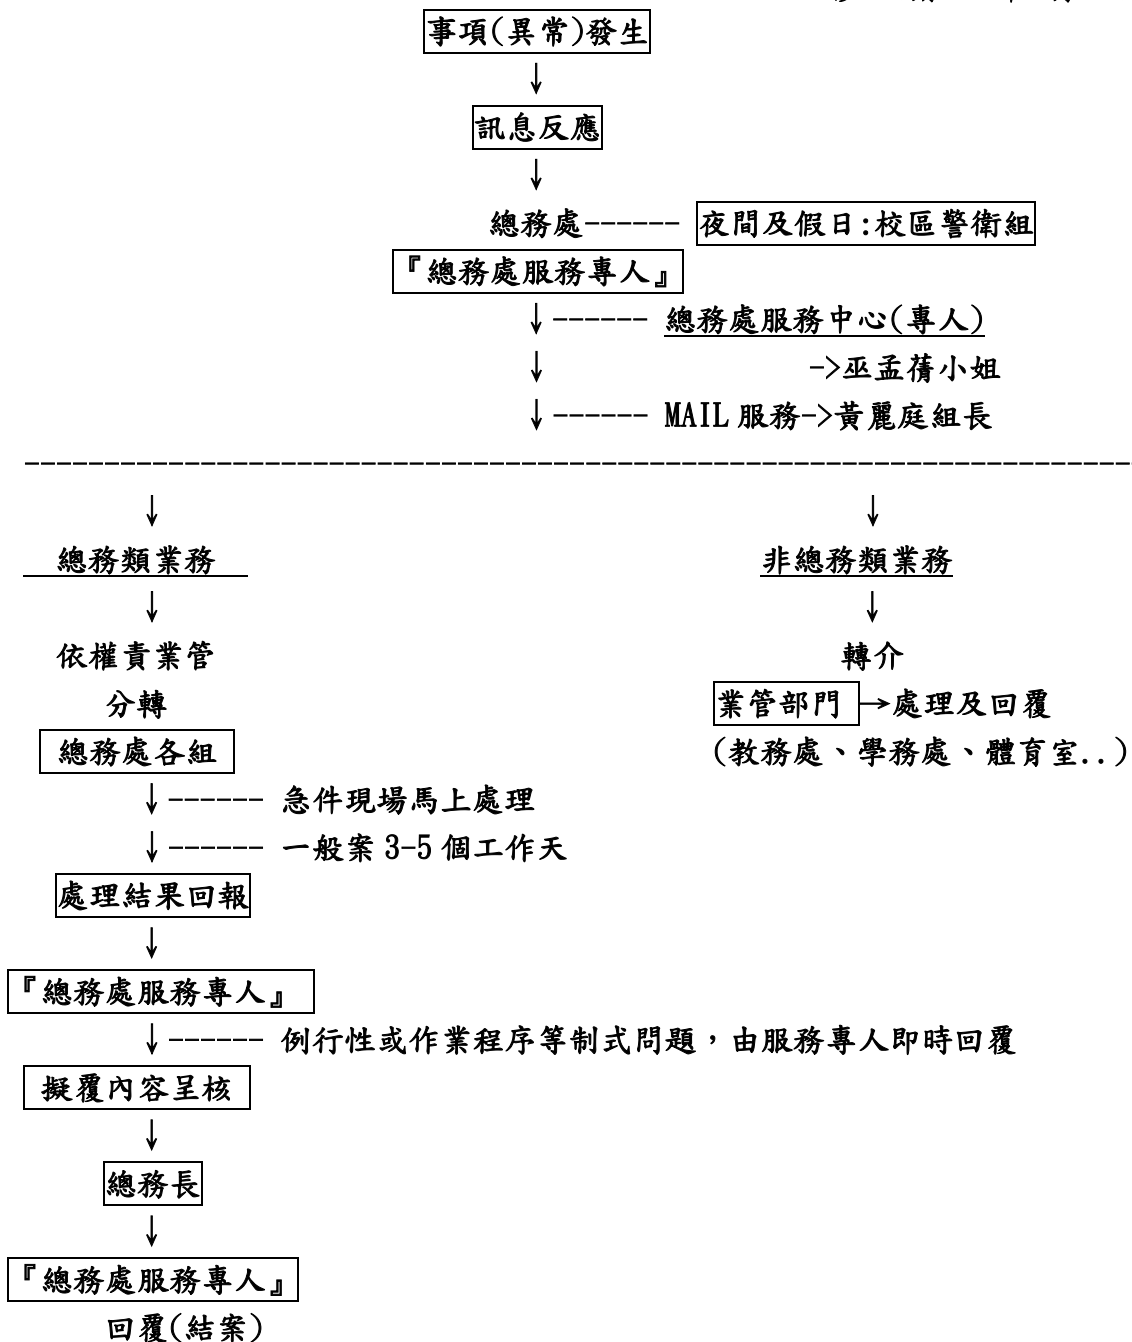 事項(異常)發生
↓
訊息反應
↓
總務處------ 夜間及假日:校區警衛組
『總務處服務專人』
↓------ 總務處服務中心(專人)
↓ ->巫孟蒨小姐
↓------ MAIL 服務->黃麗庭組長
----------------------------------------------------------------------
↓ ↓
總務類業務 非總務類業務
↓ ↓
依權責業管 轉介
分轉 業管部門 →處理及回覆
總務處各組 (教務處、學務處、體育室..)
↓------ 急件現場馬上處理
↓------ 一般案 3-5 個工作天
處理結果回報
↓
『總務處服務專人』
↓------ 例行性或作業程序等制式問題，由服務專人即時回覆
擬覆內容呈核
↓
總務長
↓
『總務處服務專人』
回覆(結案)